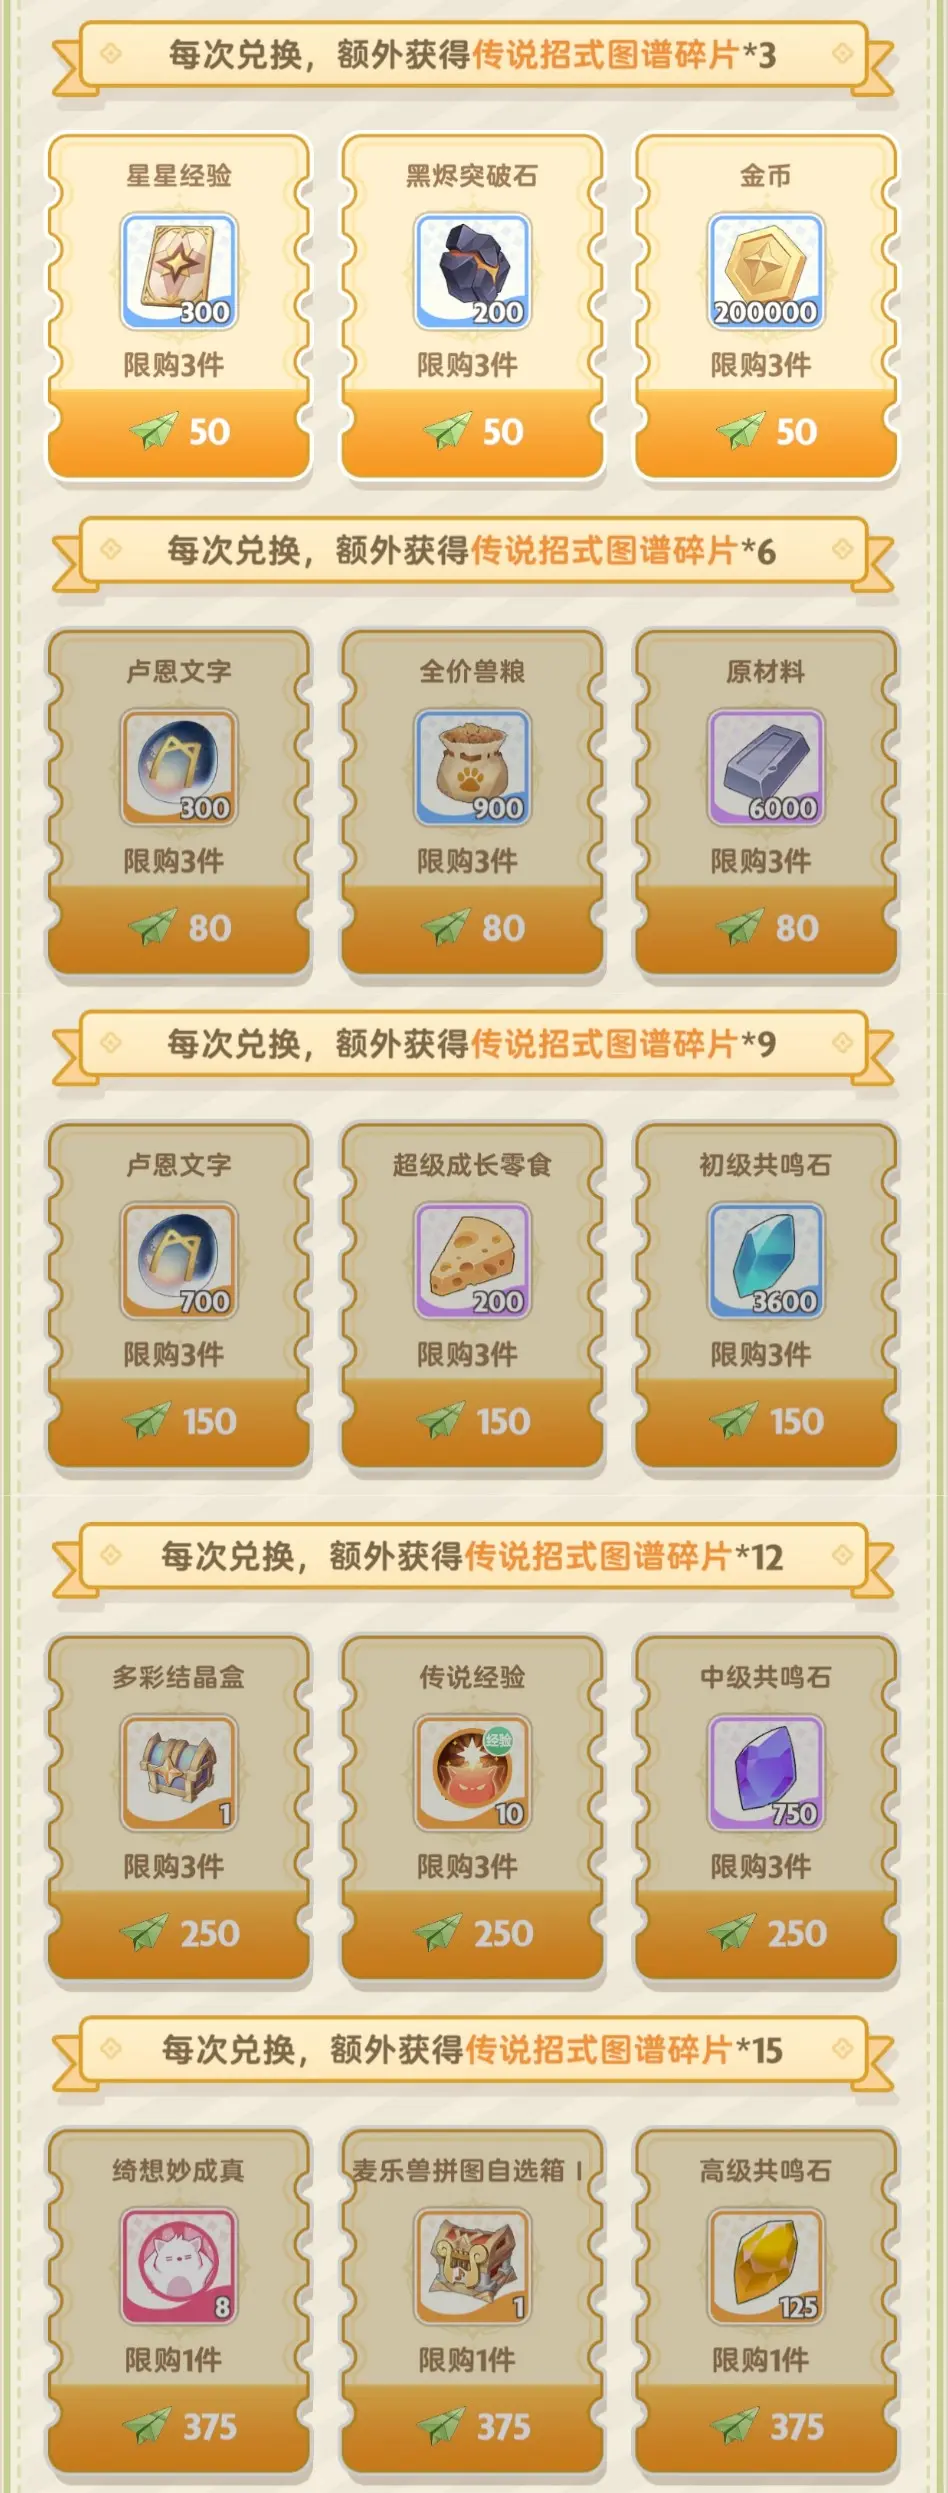 每次兑换，额外获得传说招式图谱碎片*3
星星经验
黑烬突破石
金币
300
200
200000
限购3件
限购3件
限购3件
50
50
50
每次兑换，额外获得传说招式图谱碎片*6
卢恩文字
全价兽粮
原材料
300
900
6000
限购3件
限购3件
限购3件
80
80
80
每次兑换，额外获得传说招式图谱碎片*9
卢恩文字
超级成长零食
初级共鸣石
700
200
3600
限购3件
限购3件
限购3件
150
150
150
每次兑换，额外获得传说招式图谱碎片*12
多彩结晶盒
传说经验
中级共鸣石
经验
1
10
750
限购3件
限购3件
限购3件
250
250
250
每次兑换，额外获得传说招式图谱碎片*15
绮想妙成真
麦乐兽拼图自选箱 I
高级共鸣石
8
1
125
限购1件
限购1件
限购1件
375
375
375